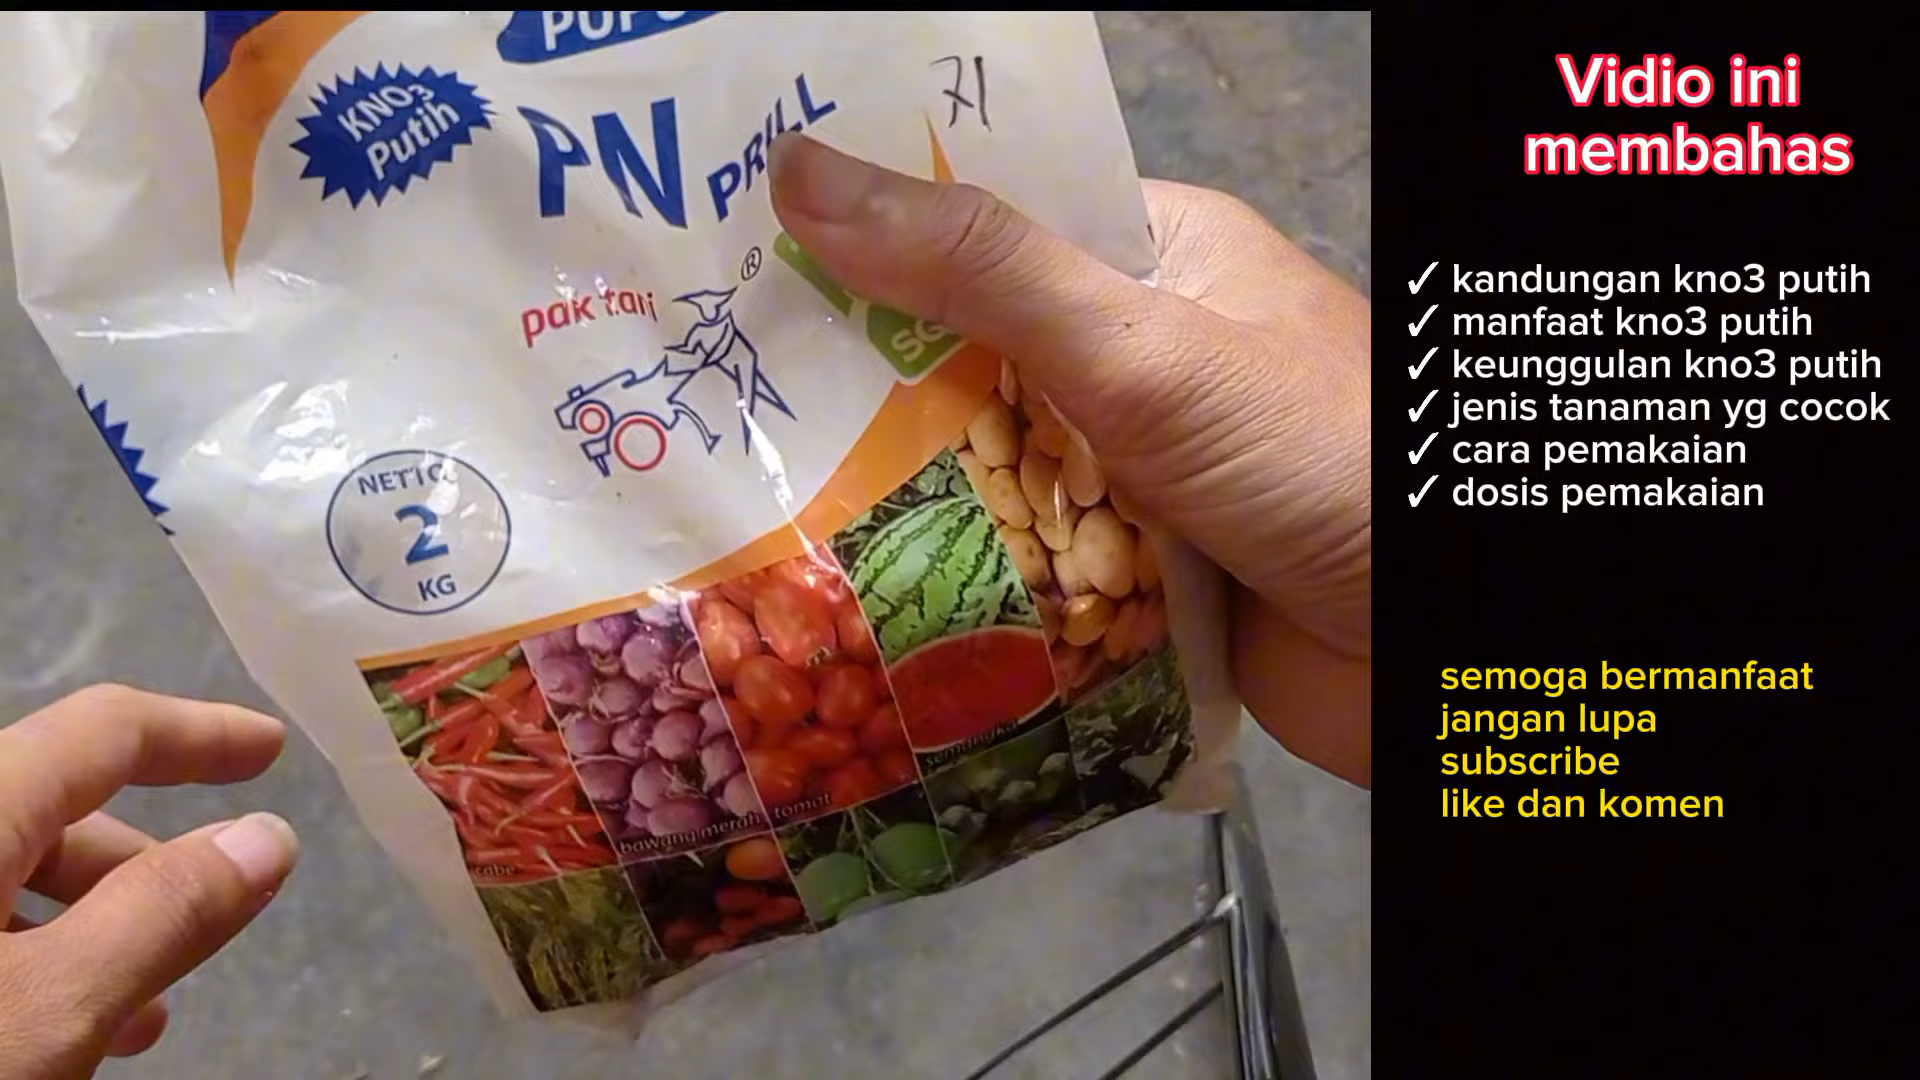 KNO3
Putih
PN PRILL
71
pak tani
®
NETTO
2
KG
cabe
bawang merah
tomat
semangka
Vidio ini
membahas
✓ kandungan kno3 putih
✓ manfaat kno3 putih
✓ keunggulan kno3 putih
✓ jenis tanaman yg cocok
✓ cara pemakaian
✓ dosis pemakaian
semoga bermanfaat
jangan lupa
subscribe
like dan komen